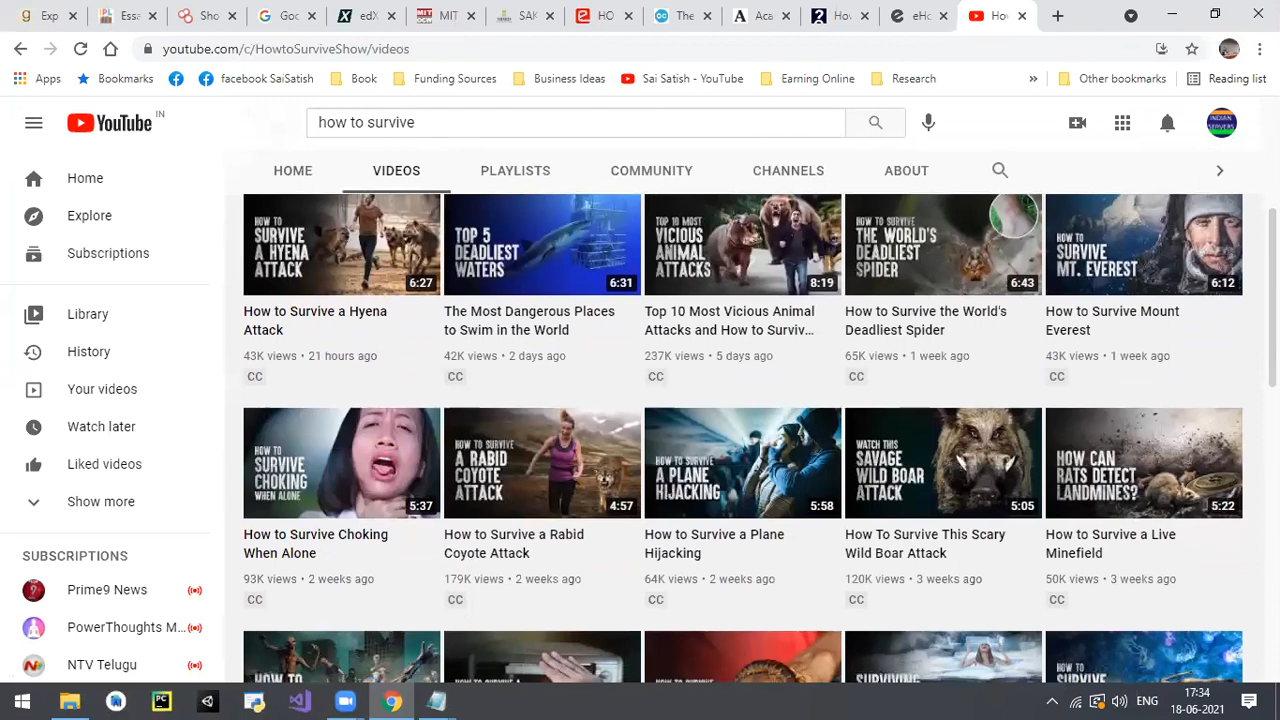 Exp
Essa
Sho
Goo
edX
MIT
SAK
HO
The
Aca
How
eHo
How
youtube.com/c/HowtoSurviveShow/videos
Apps
Bookmarks
facebook SaiSatish
Book
Funding Sources
Business Ideas
Sai Satish - YouTube
Earning Online
Research
»
Other bookmarks
Reading list
YouTube IN
how to survive
HOME
VIDEOS
PLAYLISTS
COMMUNITY
CHANNELS
ABOUT
Home
Explore
Subscriptions
Library
History
Your videos
Watch later
Liked videos
Show more
SUBSCRIPTIONS
Prime9 News
PowerThoughts M...
NTV Telugu
HOW TO
SURVIVE
A HYENA
ATTACK
6:27
How to Survive a Hyena
Attack
43K views • 21 hours ago
CC
TOP 5
DEADLIEST
WATERS
6:31
The Most Dangerous Places
to Swim in the World
42K views • 2 days ago
CC
TOP 10 MOST
VICIOUS
ANIMAL
ATTACKS
8:19
Top 10 Most Vicious Animal
Attacks and How to Surviv...
237K views • 5 days ago
CC
HOW TO SURVIVE
THE WORLD'S
DEADLIEST
SPIDER
6:43
How to Survive the World's
Deadliest Spider
65K views • 1 week ago
CC
HOW TO
SURVIVE
MT. EVEREST
6:12
How to Survive Mount
Everest
43K views • 1 week ago
CC
HOW TO
SURVIVE
CHOKING
WHEN ALONE
5:37
How to Survive Choking
When Alone
93K views • 2 weeks ago
CC
HOW TO SURVIVE
A RABID
COYOTE
ATTACK
4:57
How to Survive a Rabid
Coyote Attack
179K views • 2 weeks ago
CC
HOW TO SURVIVE
A PLANE
HIJACKING
5:58
How to Survive a Plane
Hijacking
64K views • 2 weeks ago
CC
WATCH THIS
SAVAGE
WILD BOAR
ATTACK
5:05
How To Survive This Scary
Wild Boar Attack
120K views • 3 weeks ago
CC
HOW CAN
RATS DETECT
LANDMINES?
5:22
How to Survive a Live
Minefield
50K views • 3 weeks ago
CC
HOW TO
SURVIVING
HOW TO
ENG
17:34
18-06-2021